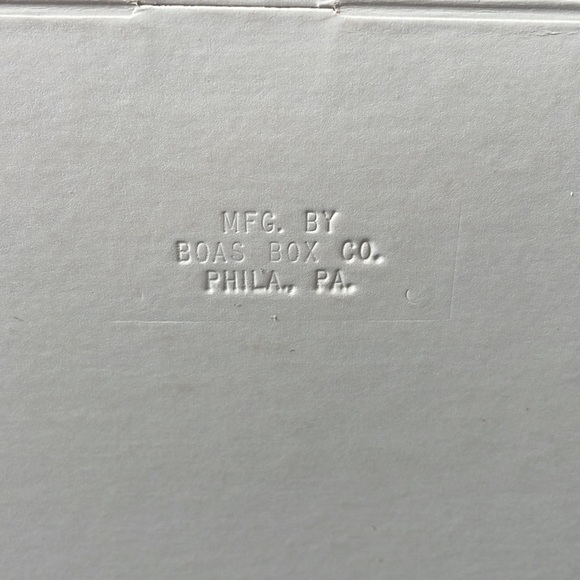 MFG. BY
BOAS BOX CO.
PHILA., PA.